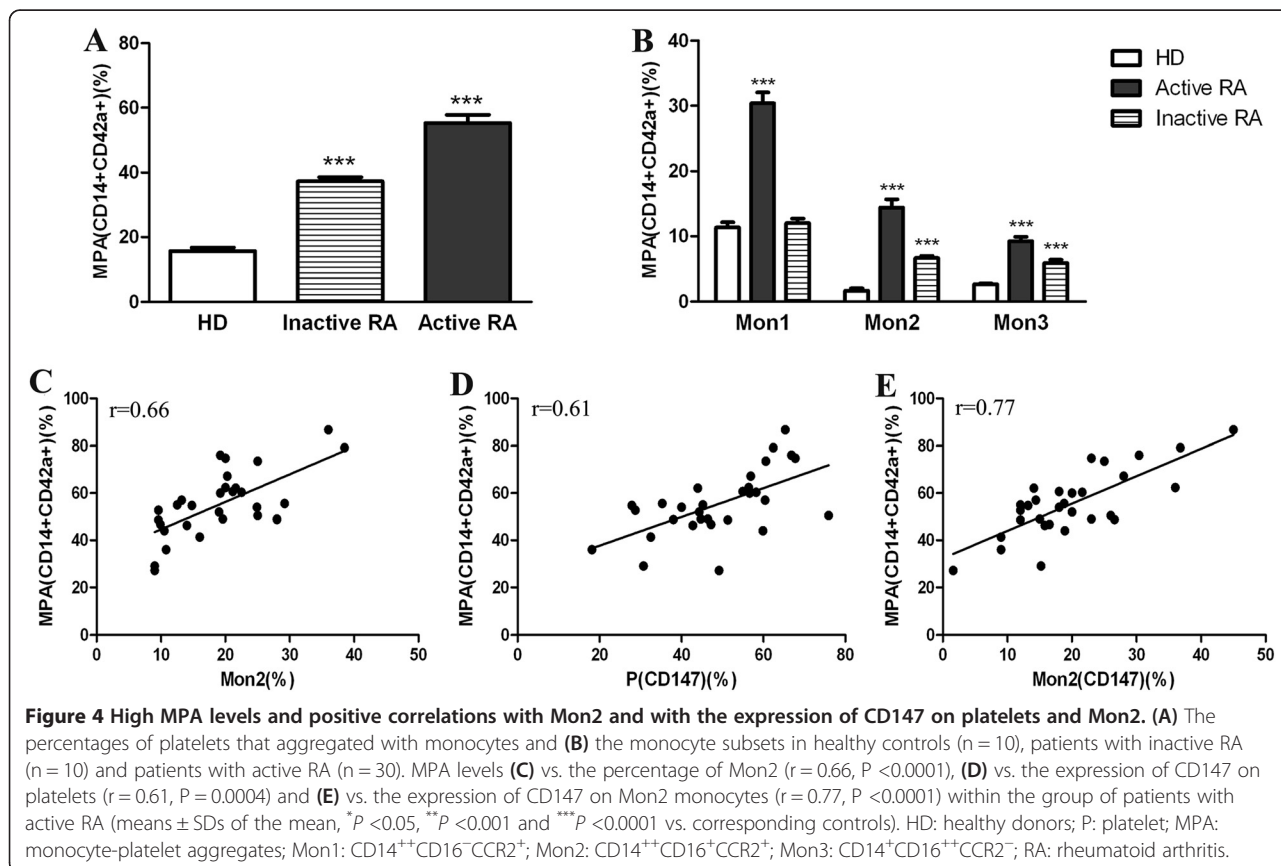 A
MPA(CD14+CD42a+)(%)
80
60
40
20
0
***
***
HD
Inactive RA
Active RA
B
MPA(CD14+CD42a+)(%)
40
30
20
10
0
***
***
***
***
***
Mon1
Mon2
Mon3
HD
Active RA
Inactive RA
C
MPA(CD14+CD42a+)(%)
100
80
60
40
20
0
r=0.66
0 10 20 30 40 50
Mon2(%)
D
MPA(CD14+CD42a+)(%)
100
80
60
40
20
0
r=0.61
0 20 40 60 80
P(CD147)(%)
E
MPA(CD14+CD42a+)(%)
100
80
60
40
20
0
r=0.77
0 10 20 30 40 50
Mon2(CD147)(%)
Figure 4 High MPA levels and positive correlations with Mon2 and with the expression of CD147 on platelets and Mon2. (A) The
percentages of platelets that aggregated with monocytes and (B) the monocyte subsets in healthy controls (n = 10), patients with inactive RA
(n = 10) and patients with active RA (n = 30). MPA levels (C) vs. the percentage of Mon2 (r = 0.66, P <0.0001), (D) vs. the expression of CD147 on
platelets (r = 0.61, P = 0.0004) and (E) vs. the expression of CD147 on Mon2 monocytes (r = 0.77, P <0.0001) within the group of patients with
active RA (means ± SDs of the mean, *P <0.05, **P <0.001 and ***P <0.0001 vs. corresponding controls). HD: healthy donors; P: platelet; MPA:
monocyte-platelet aggregates; Mon1: CD14⁺⁺CD16⁻CCR2⁺; Mon2: CD14⁺⁺CD16⁺CCR2⁺; Mon3: CD14⁺CD16⁺⁺CCR2⁻; RA: rheumatoid arthritis.